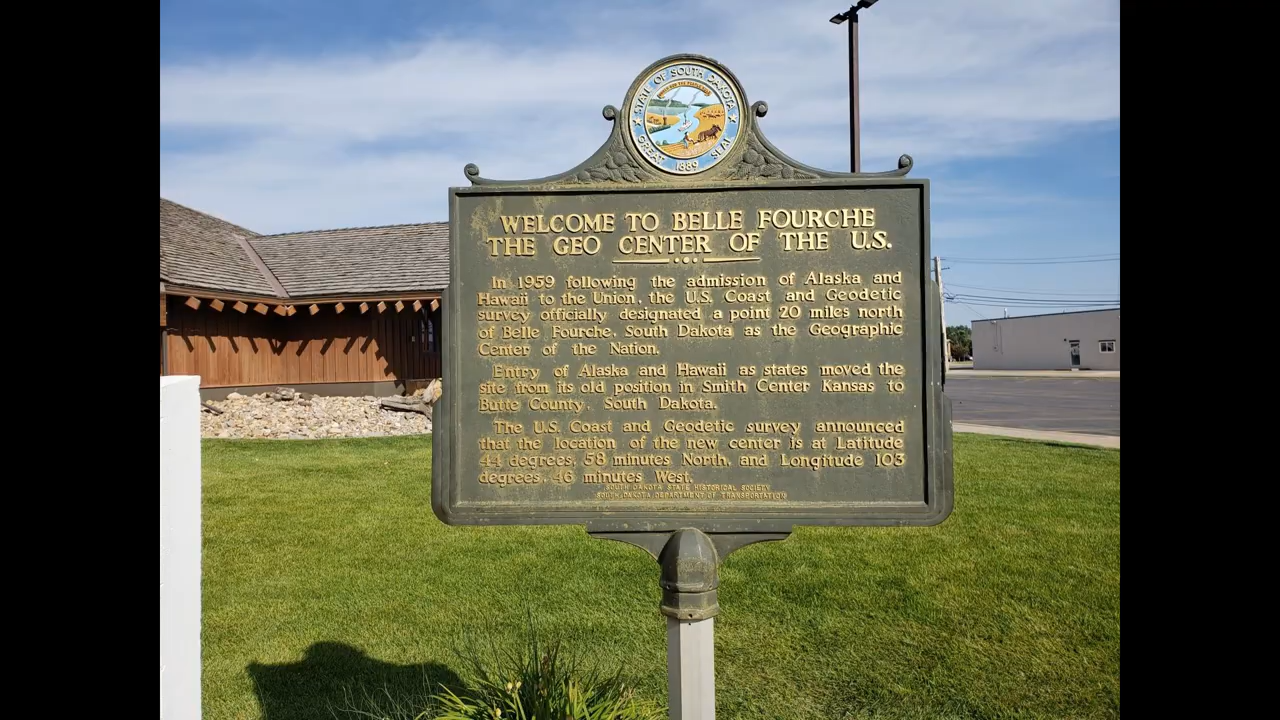 STATE OF SOUTH DAKOTA
GREAT SEAL
1889
WELCOME TO BELLE FOURCHE
THE GEO CENTER OF THE U.S.
In 1959 following the admission of Alaska and
Hawaii to the Union, the U.S. Coast and Geodetic
survey officially designated a point 20 miles north
of Belle Fourche, South Dakota as the Geographic
Center of the Nation.
Entry of Alaska and Hawaii as states moved the
site from its old position in Smith Center Kansas to
Butte County, South Dakota.
The U.S. Coast and Geodetic survey announced
that the location of the new center is at Latitude
44 degrees, 58 minutes North, and Longitude 103
degrees, 46 minutes West.
SOUTH DAKOTA STATE HISTORICAL SOCIETY
SOUTH DAKOTA DEPARTMENT OF TRANSPORTATION